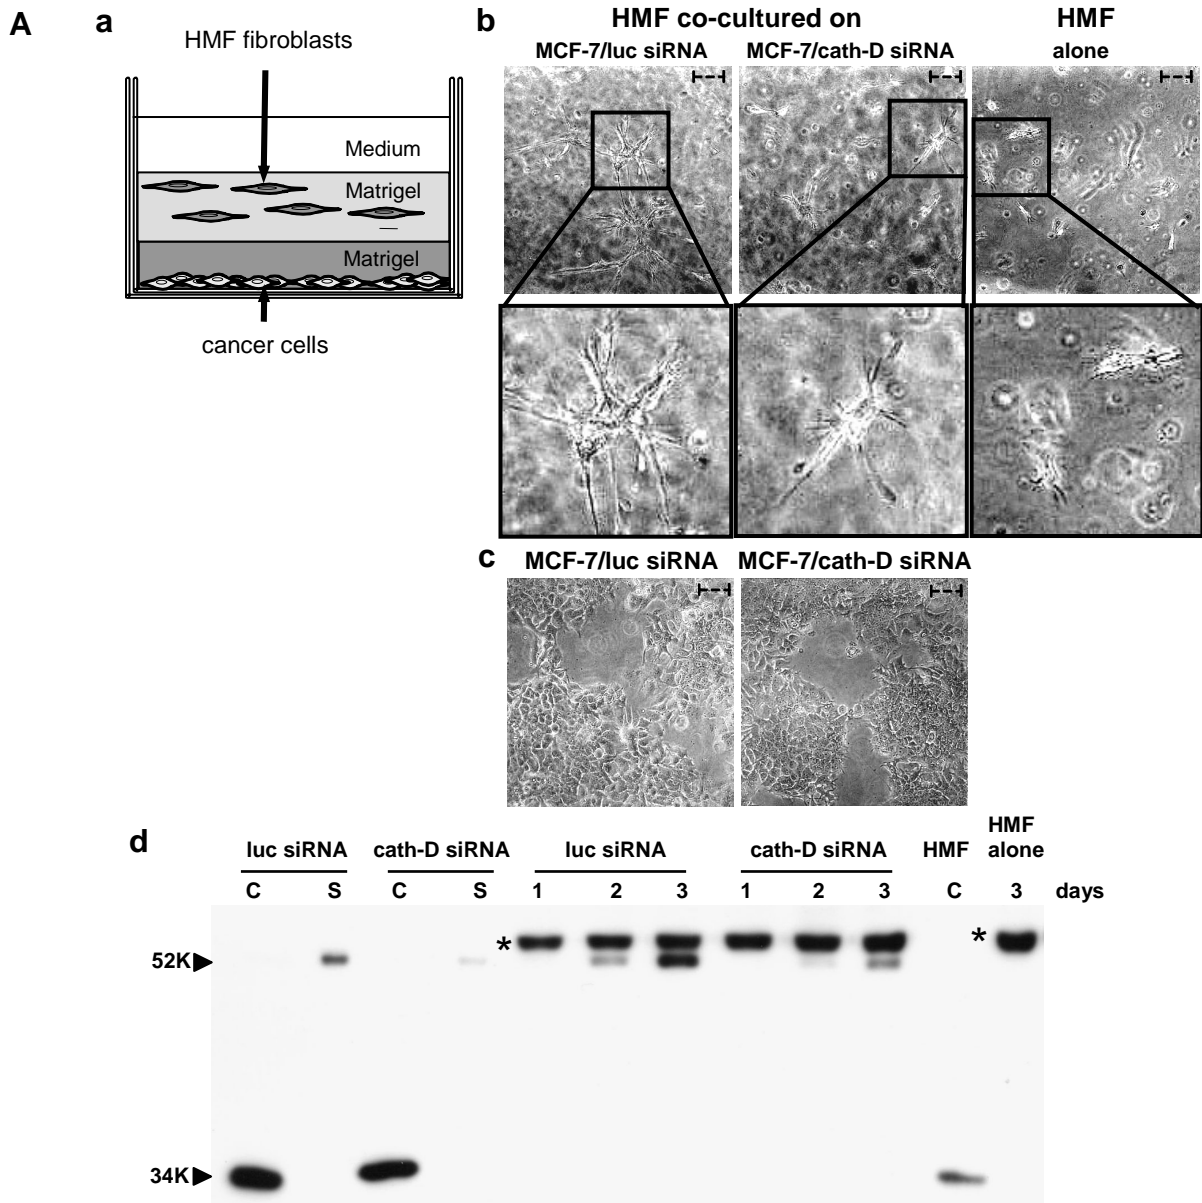 A
a
HMF fibroblasts
Medium
Matrigel
Matrigel
cancer cells
b
HMF co-cultured on
HMF
MCF-7/luc siRNA
MCF-7/cath-D siRNA
alone
c
MCF-7/luc siRNA
MCF-7/cath-D siRNA
d
luc siRNA
cath-D siRNA
luc siRNA
cath-D siRNA
HMF
HMF
alone
C
S
C
S
1
2
3
1
2
3
C
3
days
*
*
52K
34K